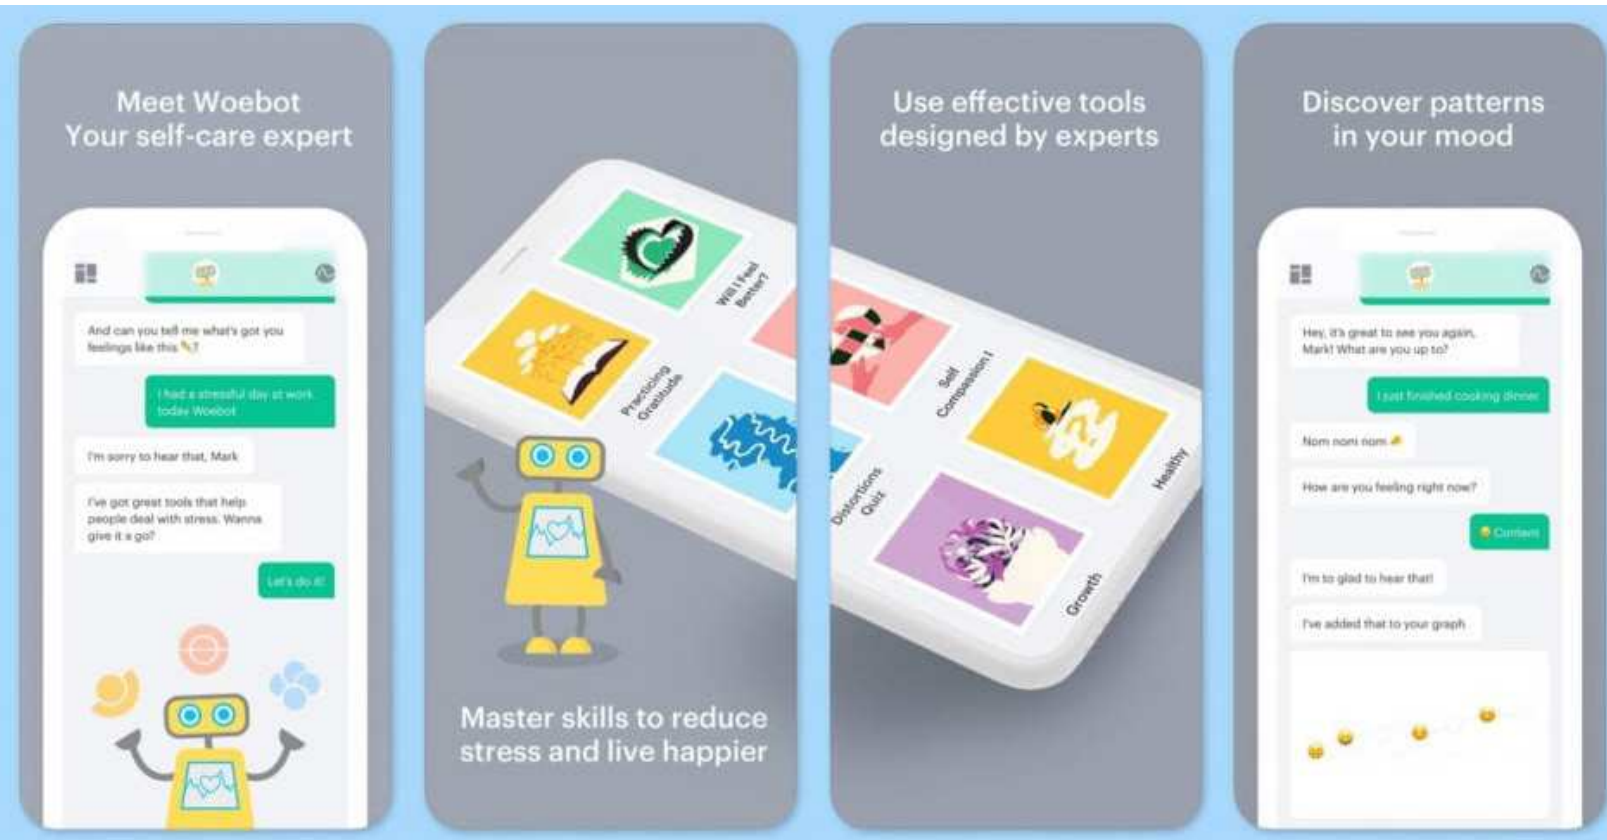 Meet Woebot
Your self-care expert
And can you tell me what's got you
feelings like this
?
I had a stressful day at work
today Woebot
I'm sorry to hear that, Mark
I've got great tools that help
people deal with stress. Wanna
give it a go?
Let's do it!
Will I Feel
Better?
Practicing
Gratitude
Master skills to reduce
stress and live happier
Use effective tools
designed by experts
Self
Compassion I
Distortions
Quiz
Healthy
Growth
Discover patterns
in your mood
Hey, it's great to see you again,
Mark! What are you up to?
I just finished cooking dinner
Nom nom nom
How are you feeling right now?
Content
I'm to glad to hear that!
I've added that to your graph